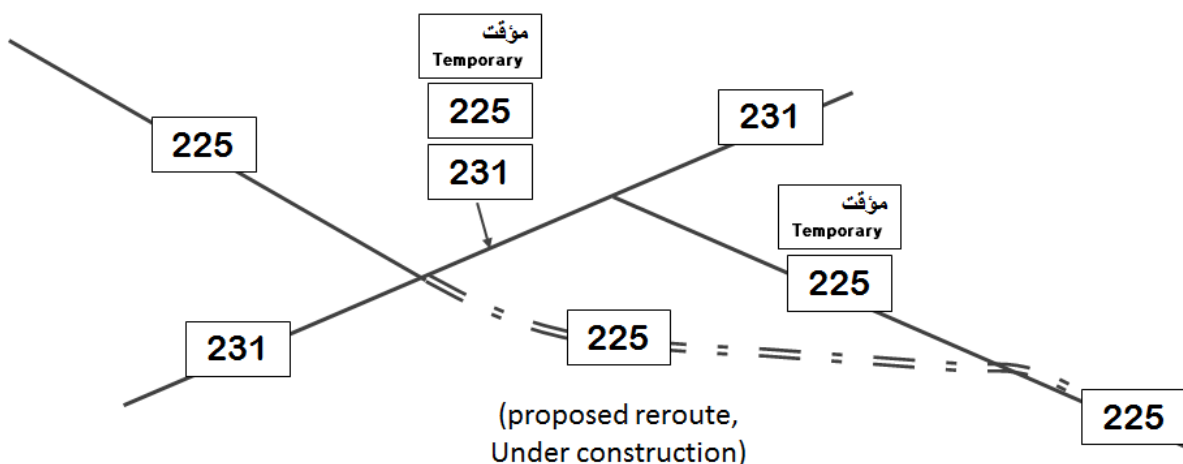 مؤقت
Temporary
225
231
231
225
مؤقت
Temporary
225
231
225
225
(proposed reroute,
Under construction)